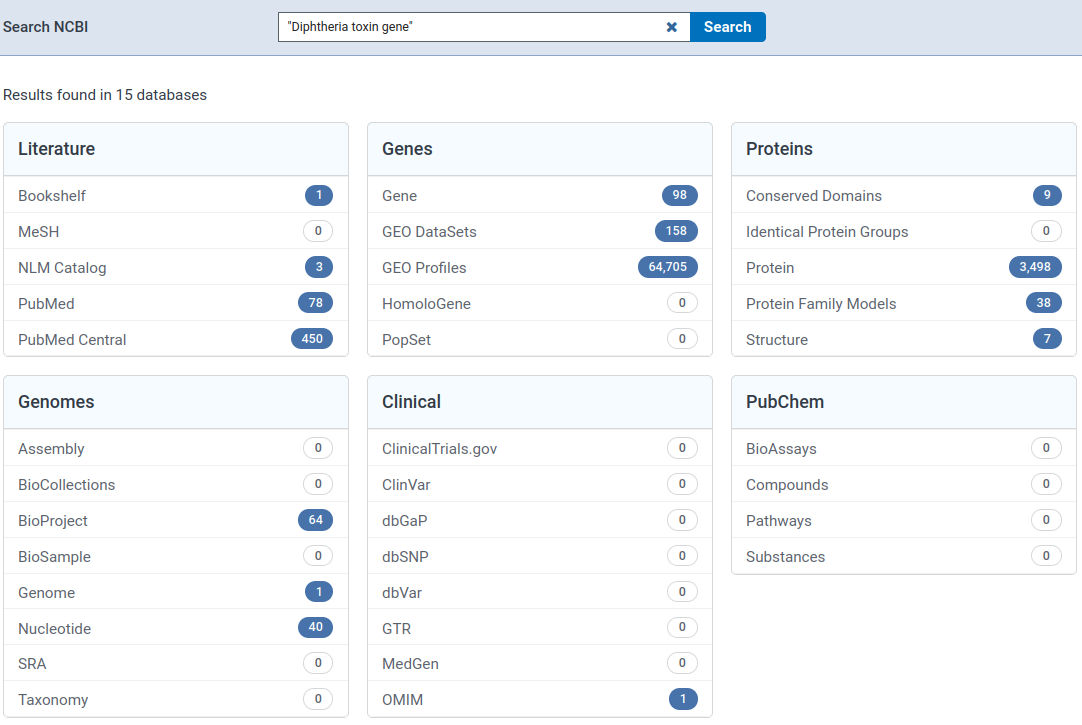 Search NCBI
"Diphtheria toxin gene"
Search
Results found in 15 databases
Literature
Bookshelf 1
MeSH 0
NLM Catalog 3
PubMed 78
PubMed Central 450
Genes
Gene 98
GEO DataSets 158
GEO Profiles 64,705
HomoloGene 0
PopSet 0
Proteins
Conserved Domains 9
Identical Protein Groups 0
Protein 3,498
Protein Family Models 38
Structure 7
Genomes
Assembly 0
BioCollections 0
BioProject 64
BioSample 0
Genome 1
Nucleotide 40
SRA 0
Taxonomy 0
Clinical
ClinicalTrials.gov 0
ClinVar 0
dbGaP 0
dbSNP 0
dbVar 0
GTR 0
MedGen 0
OMIM 1
PubChem
BioAssays 0
Compounds 0
Pathways 0
Substances 0